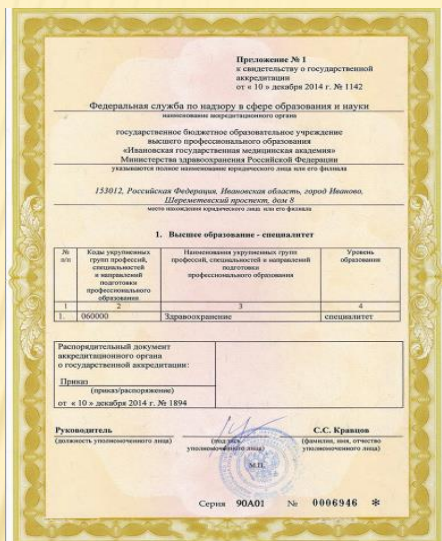 Приложение № 1
к свидетельству о государственной
аккредитации
от « 10 » декабря 2014 г. № 1142
Федеральная служба по надзору в сфере образования и науки
наименование аккредитационного органа
государственное бюджетное образовательное учреждение
высшего профессионального образования
«Ивановская государственная медицинская академия»
Министерства здравоохранения Российской Федерации
указываются полное наименование юридического лица или его филиала
153012, Российская Федерация, Ивановская область, город Иваново,
Шереметевский проспект, дом 8
место нахождения юридического лица или его филиала
1. Высшее образование - специалитет
№ п/п
Коды укрупненных групп профессий, специальностей и направлений подготовки профессионального образования
Наименования укрупненных групп профессий, специальностей и направлений подготовки профессионального образования
Уровень образования
1 2 3 4
1. 060000 Здравоохранение специалитет
Распорядительный документ
аккредитационного органа
о государственной аккредитации:
Приказ
(приказ/распоряжение)
от « 10 » декабря 2014 г. № 1894
Руководитель С.С. Кравцов
(должность уполномоченного лица) (подпись уполномоченного лица) (фамилия, имя, отчество уполномоченного лица)
М.П.
Серия 90А01 № 0006946 *